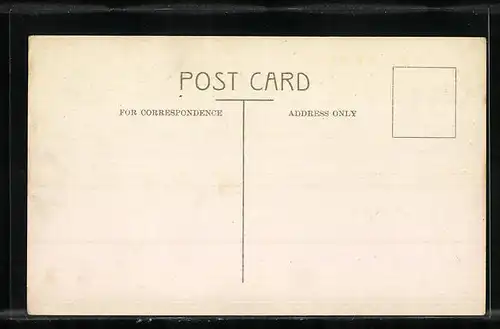 POST CARD
FOR CORRESPONDENCE
ADDRESS ONLY